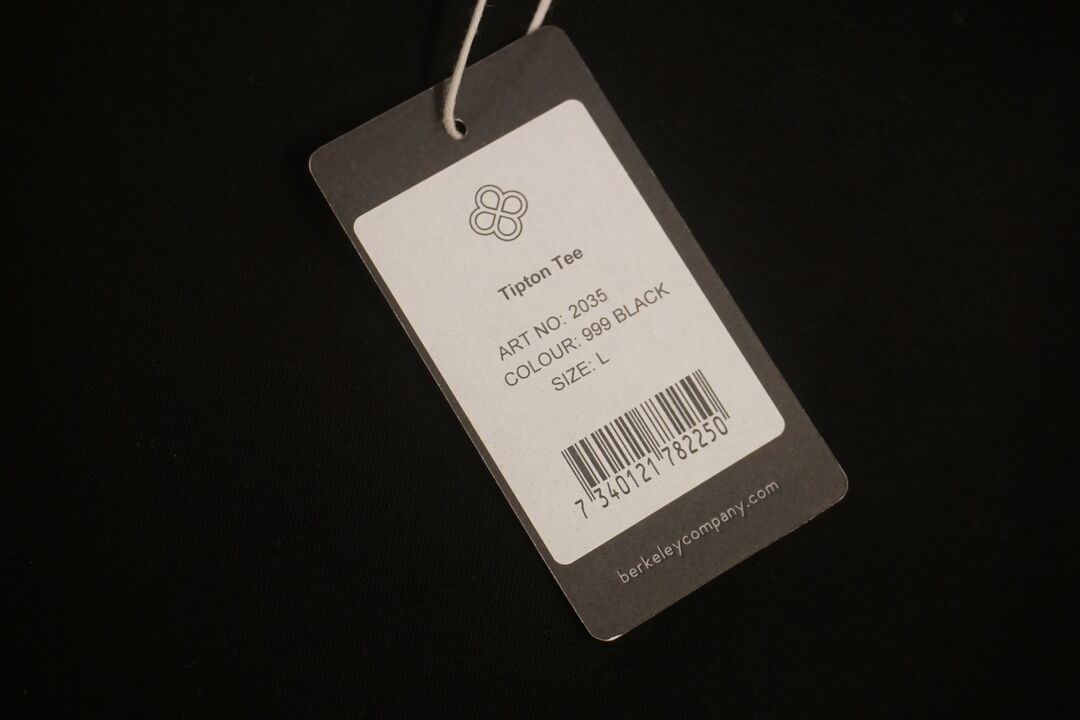 Tipton Tee
ART NO: 2035
COLOUR: 999 BLACK
SIZE: L
7 340121 782250
berkeleycompany.com